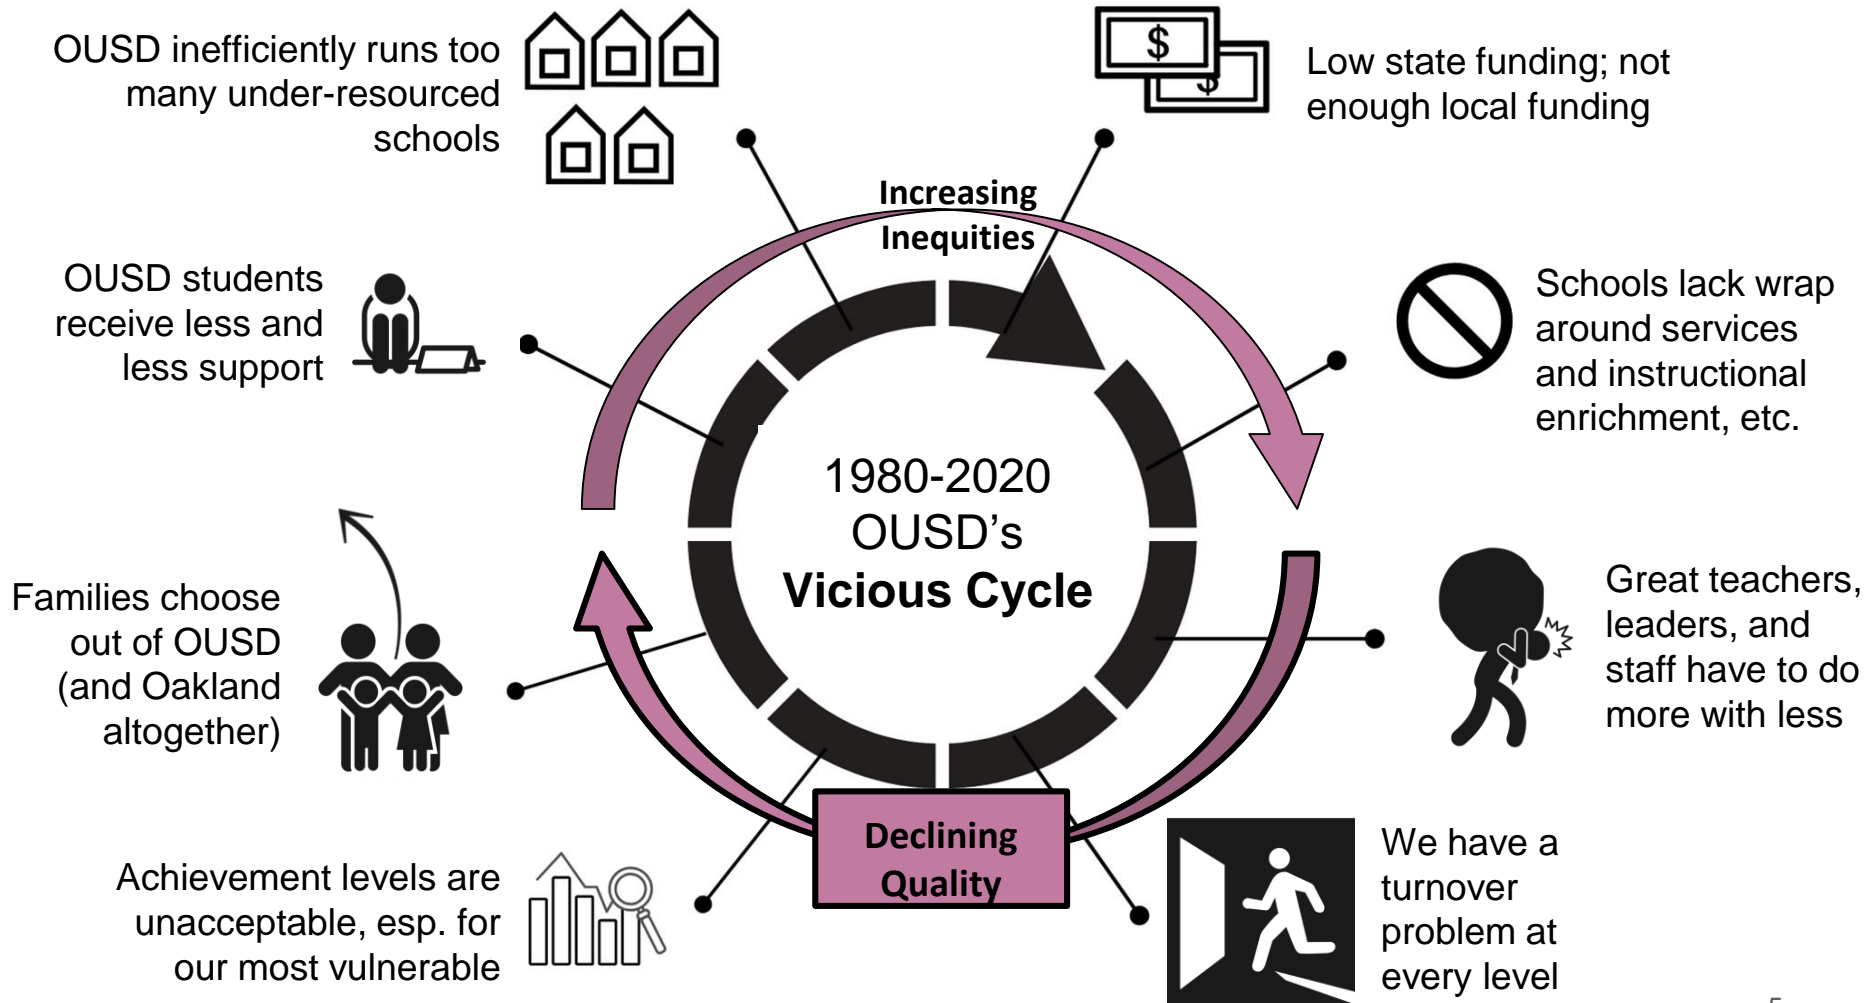 OUSD inefficiently runs too
many under-resourced
schools
$
$
Low state funding; not
enough local funding
Increasing
Inequities
OUSD students
receive less and
less support
Schools lack wrap
around services
and instructional
enrichment, etc.
1980-2020
OUSD's
Vicious Cycle
Families choose
out of OUSD
(and Oakland
altogether)
Great teachers,
leaders, and
staff have to do
more with less
Declining
Quality
Achievement levels are
unacceptable, esp. for
our most vulnerable
We have a
turnover
problem at
every level
5